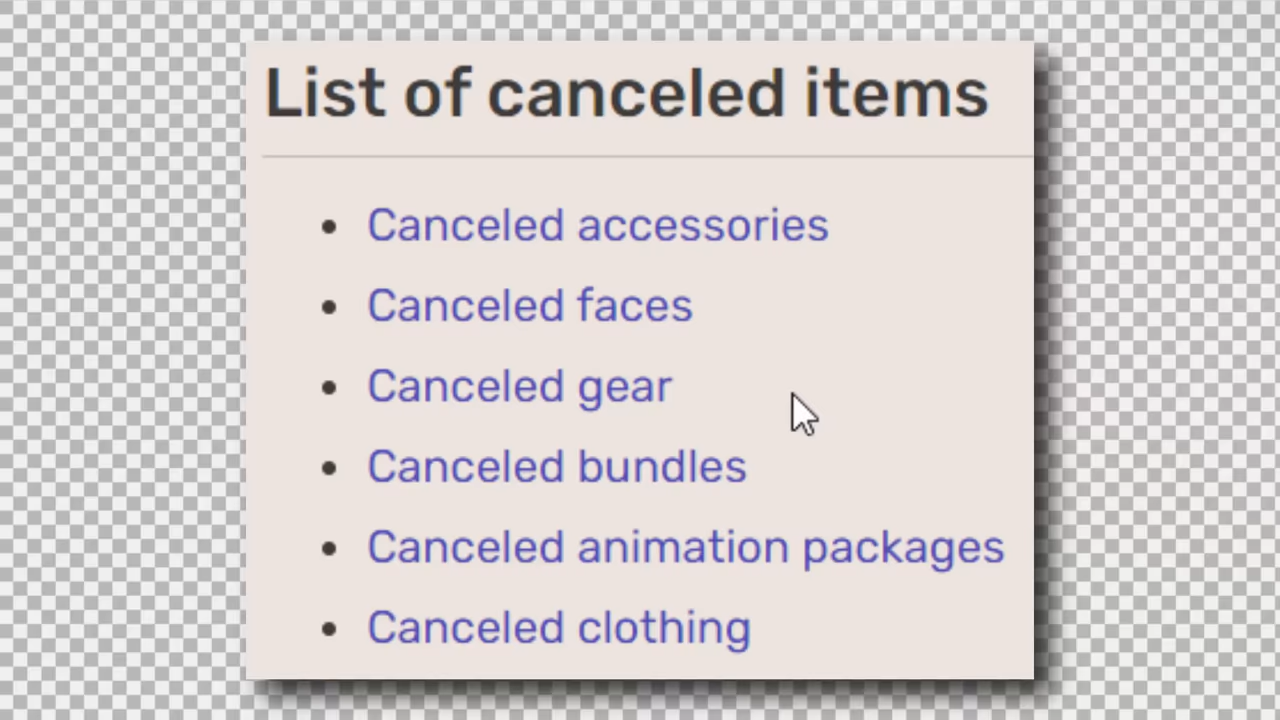 List of canceled items
Canceled accessories
Canceled faces
Canceled gear
Canceled bundles
Canceled animation packages
Canceled clothing